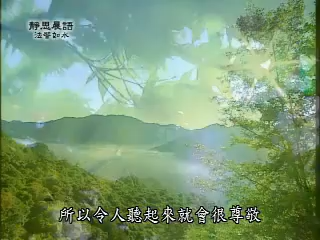 靜思晨語
法譬如水
所以令人聽起來就會很尊敬